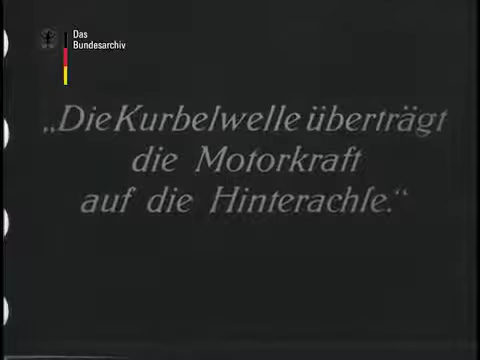 Das
Bundesarchiv
„Die Kurbelwelle überträgt
die Motorkraft
auf die Hinterachſe.“